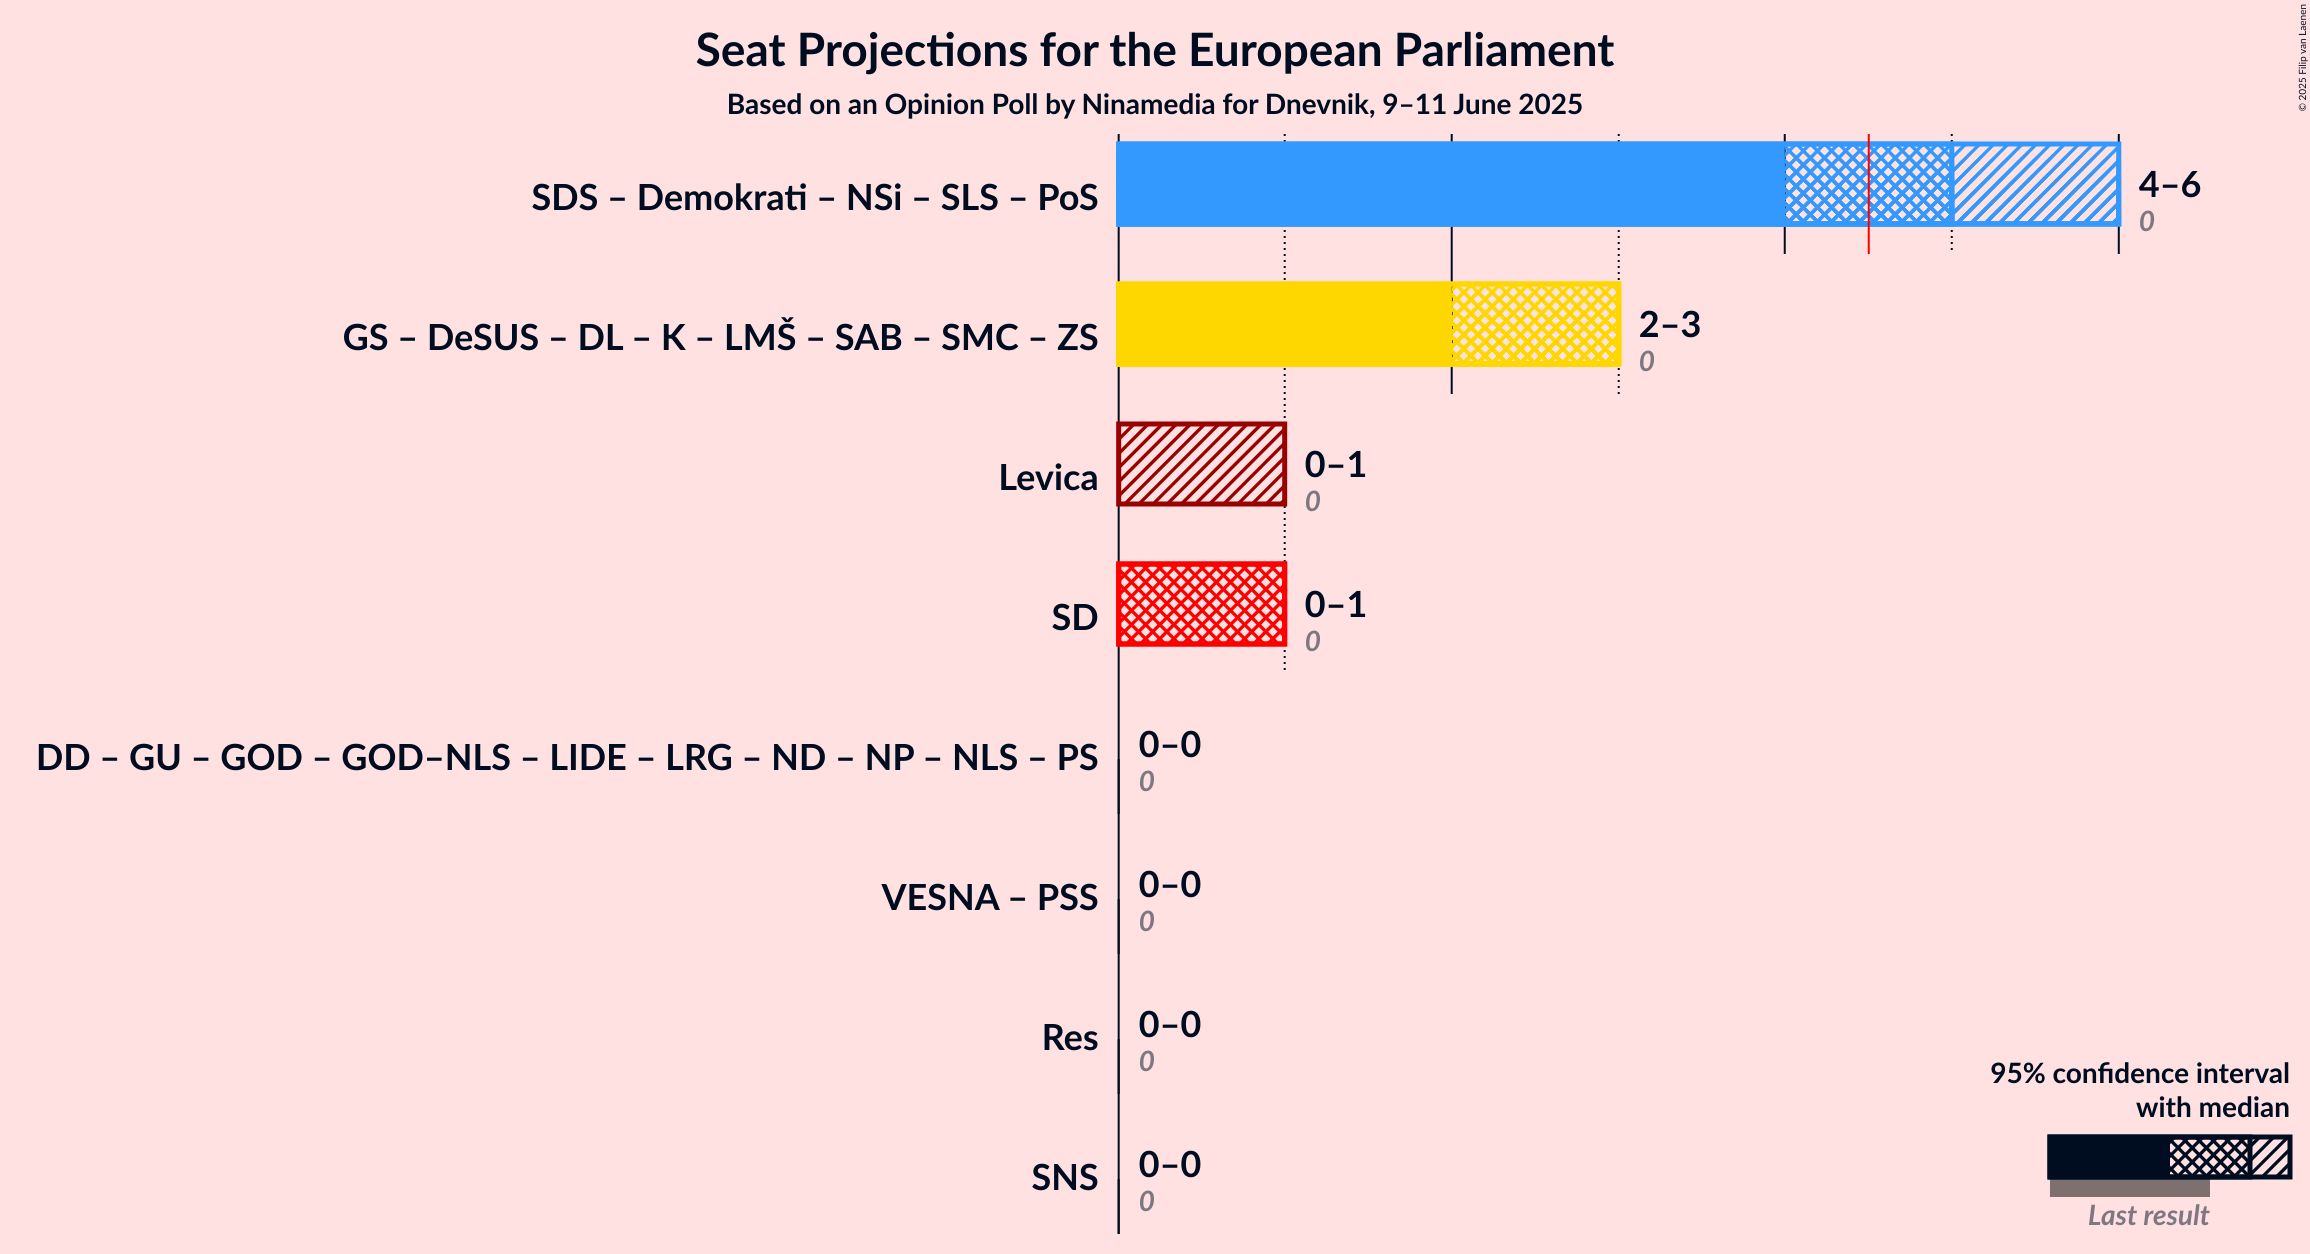 Seat Projections for the European Parliament
Based on an Opinion Poll by Ninamedia for Dnevnik, 9–11 June 2025
© 2025 Filip van Laenen
SDS – Demokrati – NSi – SLS – PoS
4–6
0
GS – DeSUS – DL – K – LMŠ – SAB – SMC – ZS
2–3
0
Levica
0–1
0
SD
0–1
0
DD – GU – GOD – GOD–NLS – LIDE – LRG – ND – NP – NLS – PS
0–0
0
VESNA – PSS
0–0
0
Res
0–0
0
SNS
0–0
0
95% confidence interval
with median
Last result